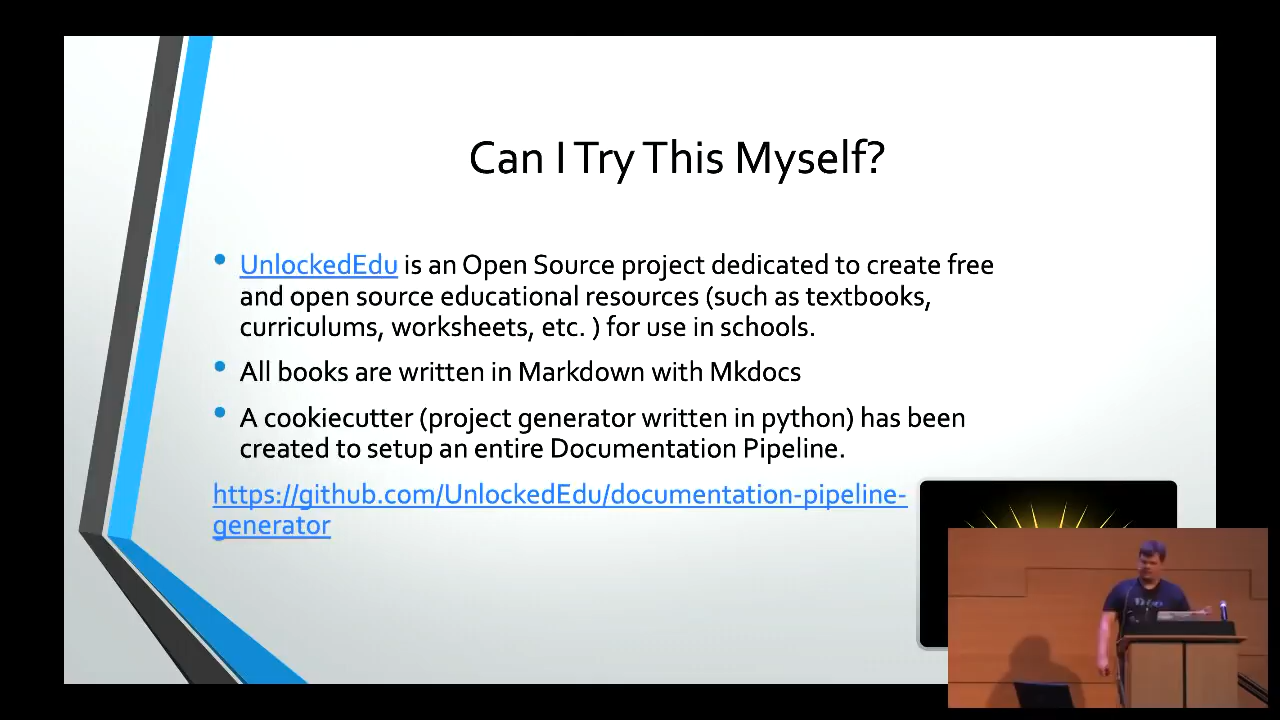 Can I Try This Myself?
UnlockedEdu is an Open Source project dedicated to create free
and open source educational resources (such as textbooks,
curriculums, worksheets, etc. ) for use in schools.
All books are written in Markdown with Mkdocs
A cookiecutter (project generator written in python) has been
created to setup an entire Documentation Pipeline.
https://github.com/UnlockedEdu/documentation-pipeline-
generator